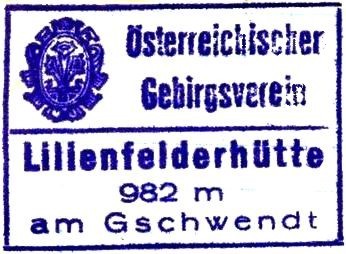 Österreichischer
Gebirgsverein
Lilienfelderhütte
982 m
am Gschwendt